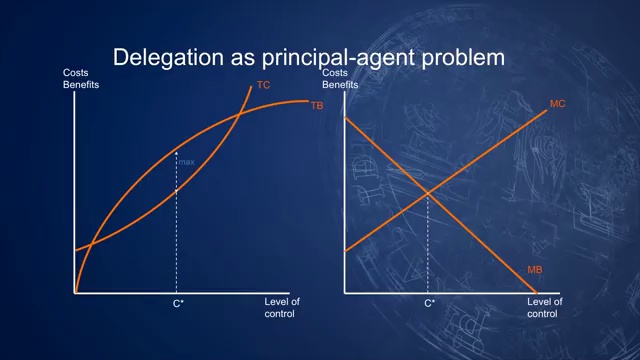 Delegation as principal-agent problem
Costs
Benefits
TC
TB
max
C*
Level of
control
Costs
Benefits
MC
MB
C*
Level of
control